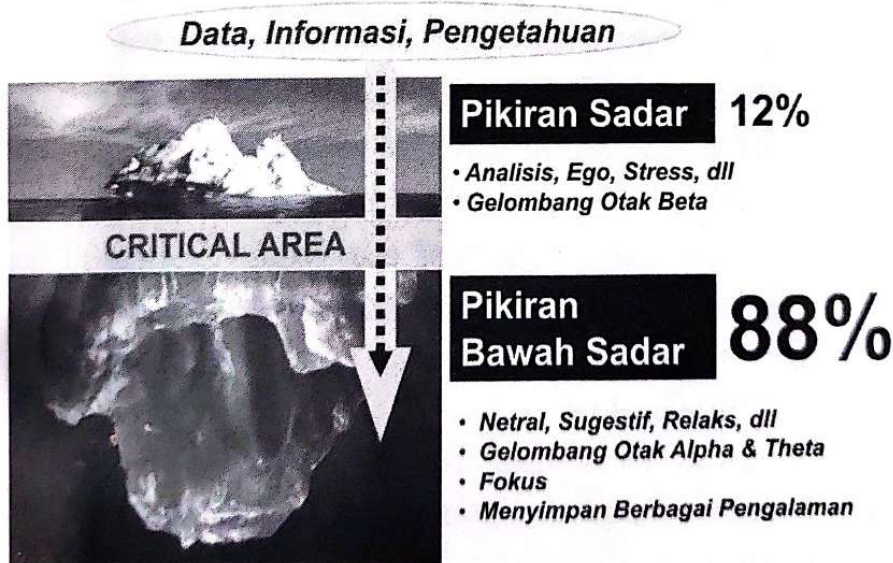 Data, Informasi, Pengetahuan
Pikiran Sadar 12%
• Analisis, Ego, Stress, dll
• Gelombang Otak Beta
CRITICAL AREA
Pikiran
Bawah Sadar 88%
• Netral, Sugestif, Relaks, dll
• Gelombang Otak Alpha & Theta
• Fokus
• Menyimpan Berbagai Pengalaman